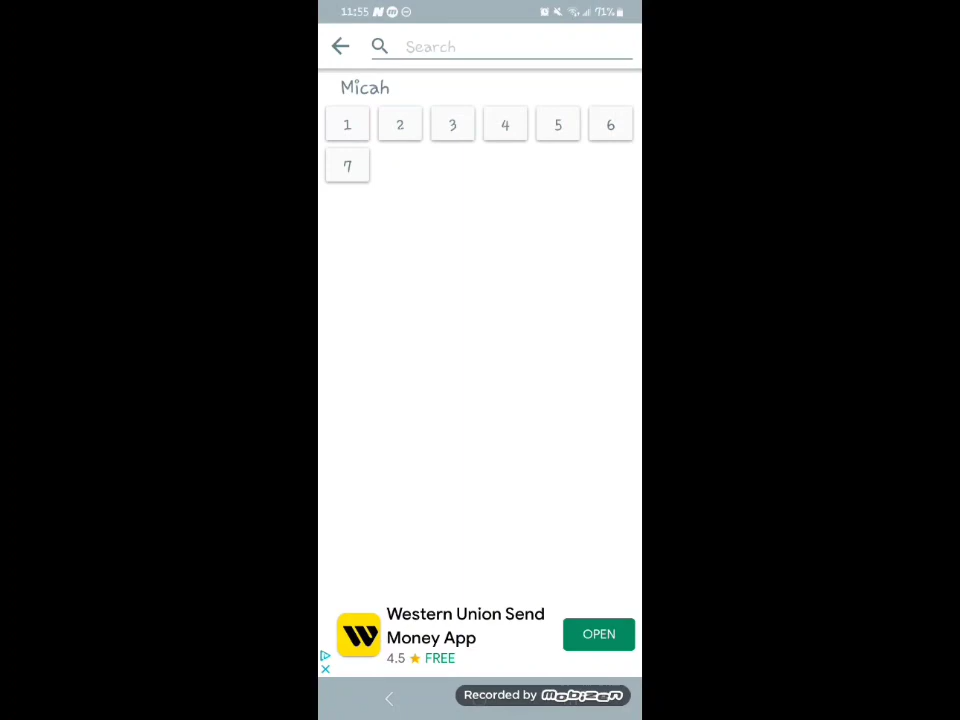 11:55 71%
Search
Micah
1 2 3 4 5 6
7
Western Union Send
Money App
OPEN
4.5 ★ FREE
Recorded by mobizen